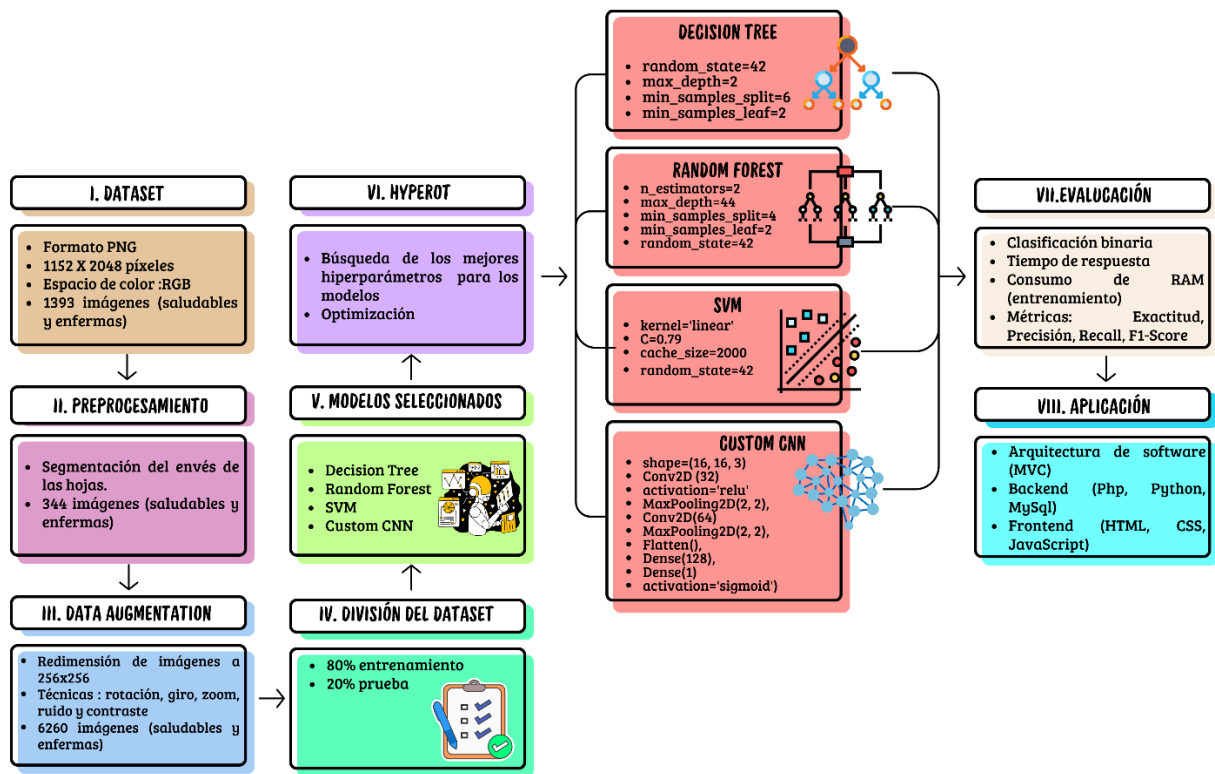 I. DATASET
• Formato PNG
• 1152 X 2048 píxeles
• Espacio de color :RGB
• 1393 imágenes (saludables
y enfermas)
II. PREPROCESAMIENTO
• Segmentación del envés de
las hojas.
• 344 imágenes (saludables y
enfermas)
III. DATA AUGMENTATION
• Redimensión de imágenes a
256x256
• Técnicas : rotación, giro, zoom,
ruido y contraste
• 6260 imágenes (saludables y
enfermas)
IV. DIVISIÓN DEL DATASET
• 80% entrenamiento
• 20% prueba
V. MODELOS SELECCIONADOS
• Decision Tree
• Random Forest
• SVM
• Custom CNN
VI. HYPEROT
• Búsqueda de los mejores
hiperparámetros para los
modelos
• Optimización
DECISION TREE
• random_state=42
• max_depth=2
• min_samples_split=6
• min_samples_leaf=2
RANDOM FOREST
• n_estimators=2
• max_depth=44
• min_samples_split=4
• min_samples_leaf=2
• random_state=42
SVM
• kernel='linear'
• C=0.79
• cache_size=2000
• random_state=42
CUSTOM CNN
• shape=(16, 16, 3)
• Conv2D (32)
• activation='relu'
• MaxPooling2D(2, 2),
• Conv2D(64)
• MaxPooling2D(2, 2),
• Flatten(),
• Dense(128),
• Dense(1)
• activation='sigmoid')
VII.EVALUCACIÓN
• Clasificación binaria
• Tiempo de respuesta
• Consumo de RAM
(entrenamiento)
• Métricas: Exactitud,
Precisión, Recall, F1-Score
VIII. APLICACIÓN
• Arquitectura de software
(MVC)
• Backend (Php, Python,
MySql)
• Frontend (HTML, CSS,
JavaScript)